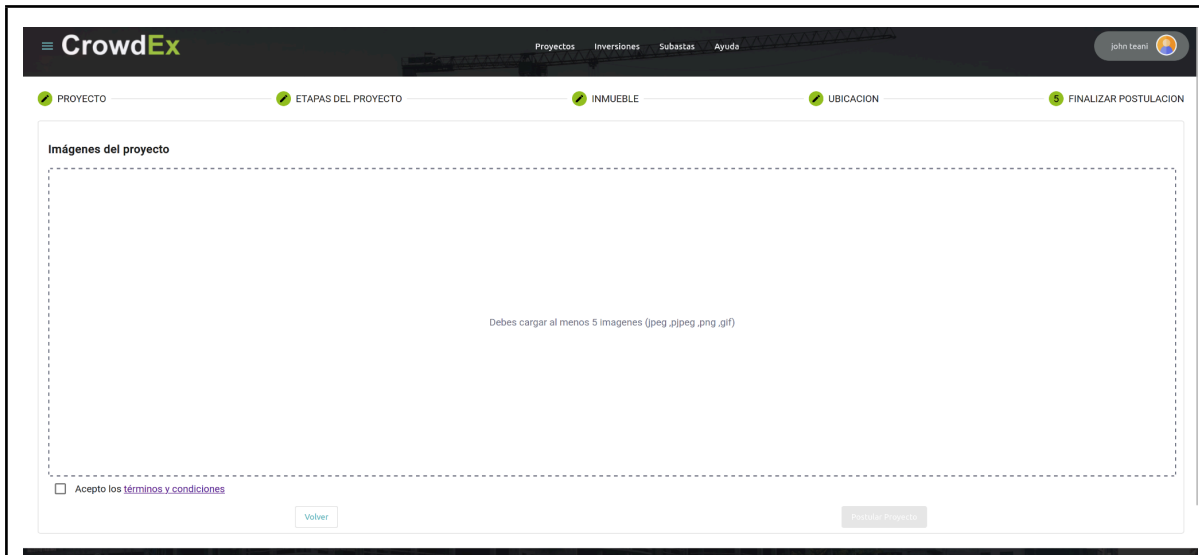 CrowdEx
Proyectos Inversiones Subastas Ayuda
john teani
PROYECTO ETAPAS DEL PROYECTO INMUEBLE UBICACION 5 FINALIZAR POSTULACION
Imágenes del proyecto
Debes cargar al menos 5 imagenes (jpeg ,pjpeg ,png ,gif)
Acepto los términos y condiciones
Volver Postular Proyecto